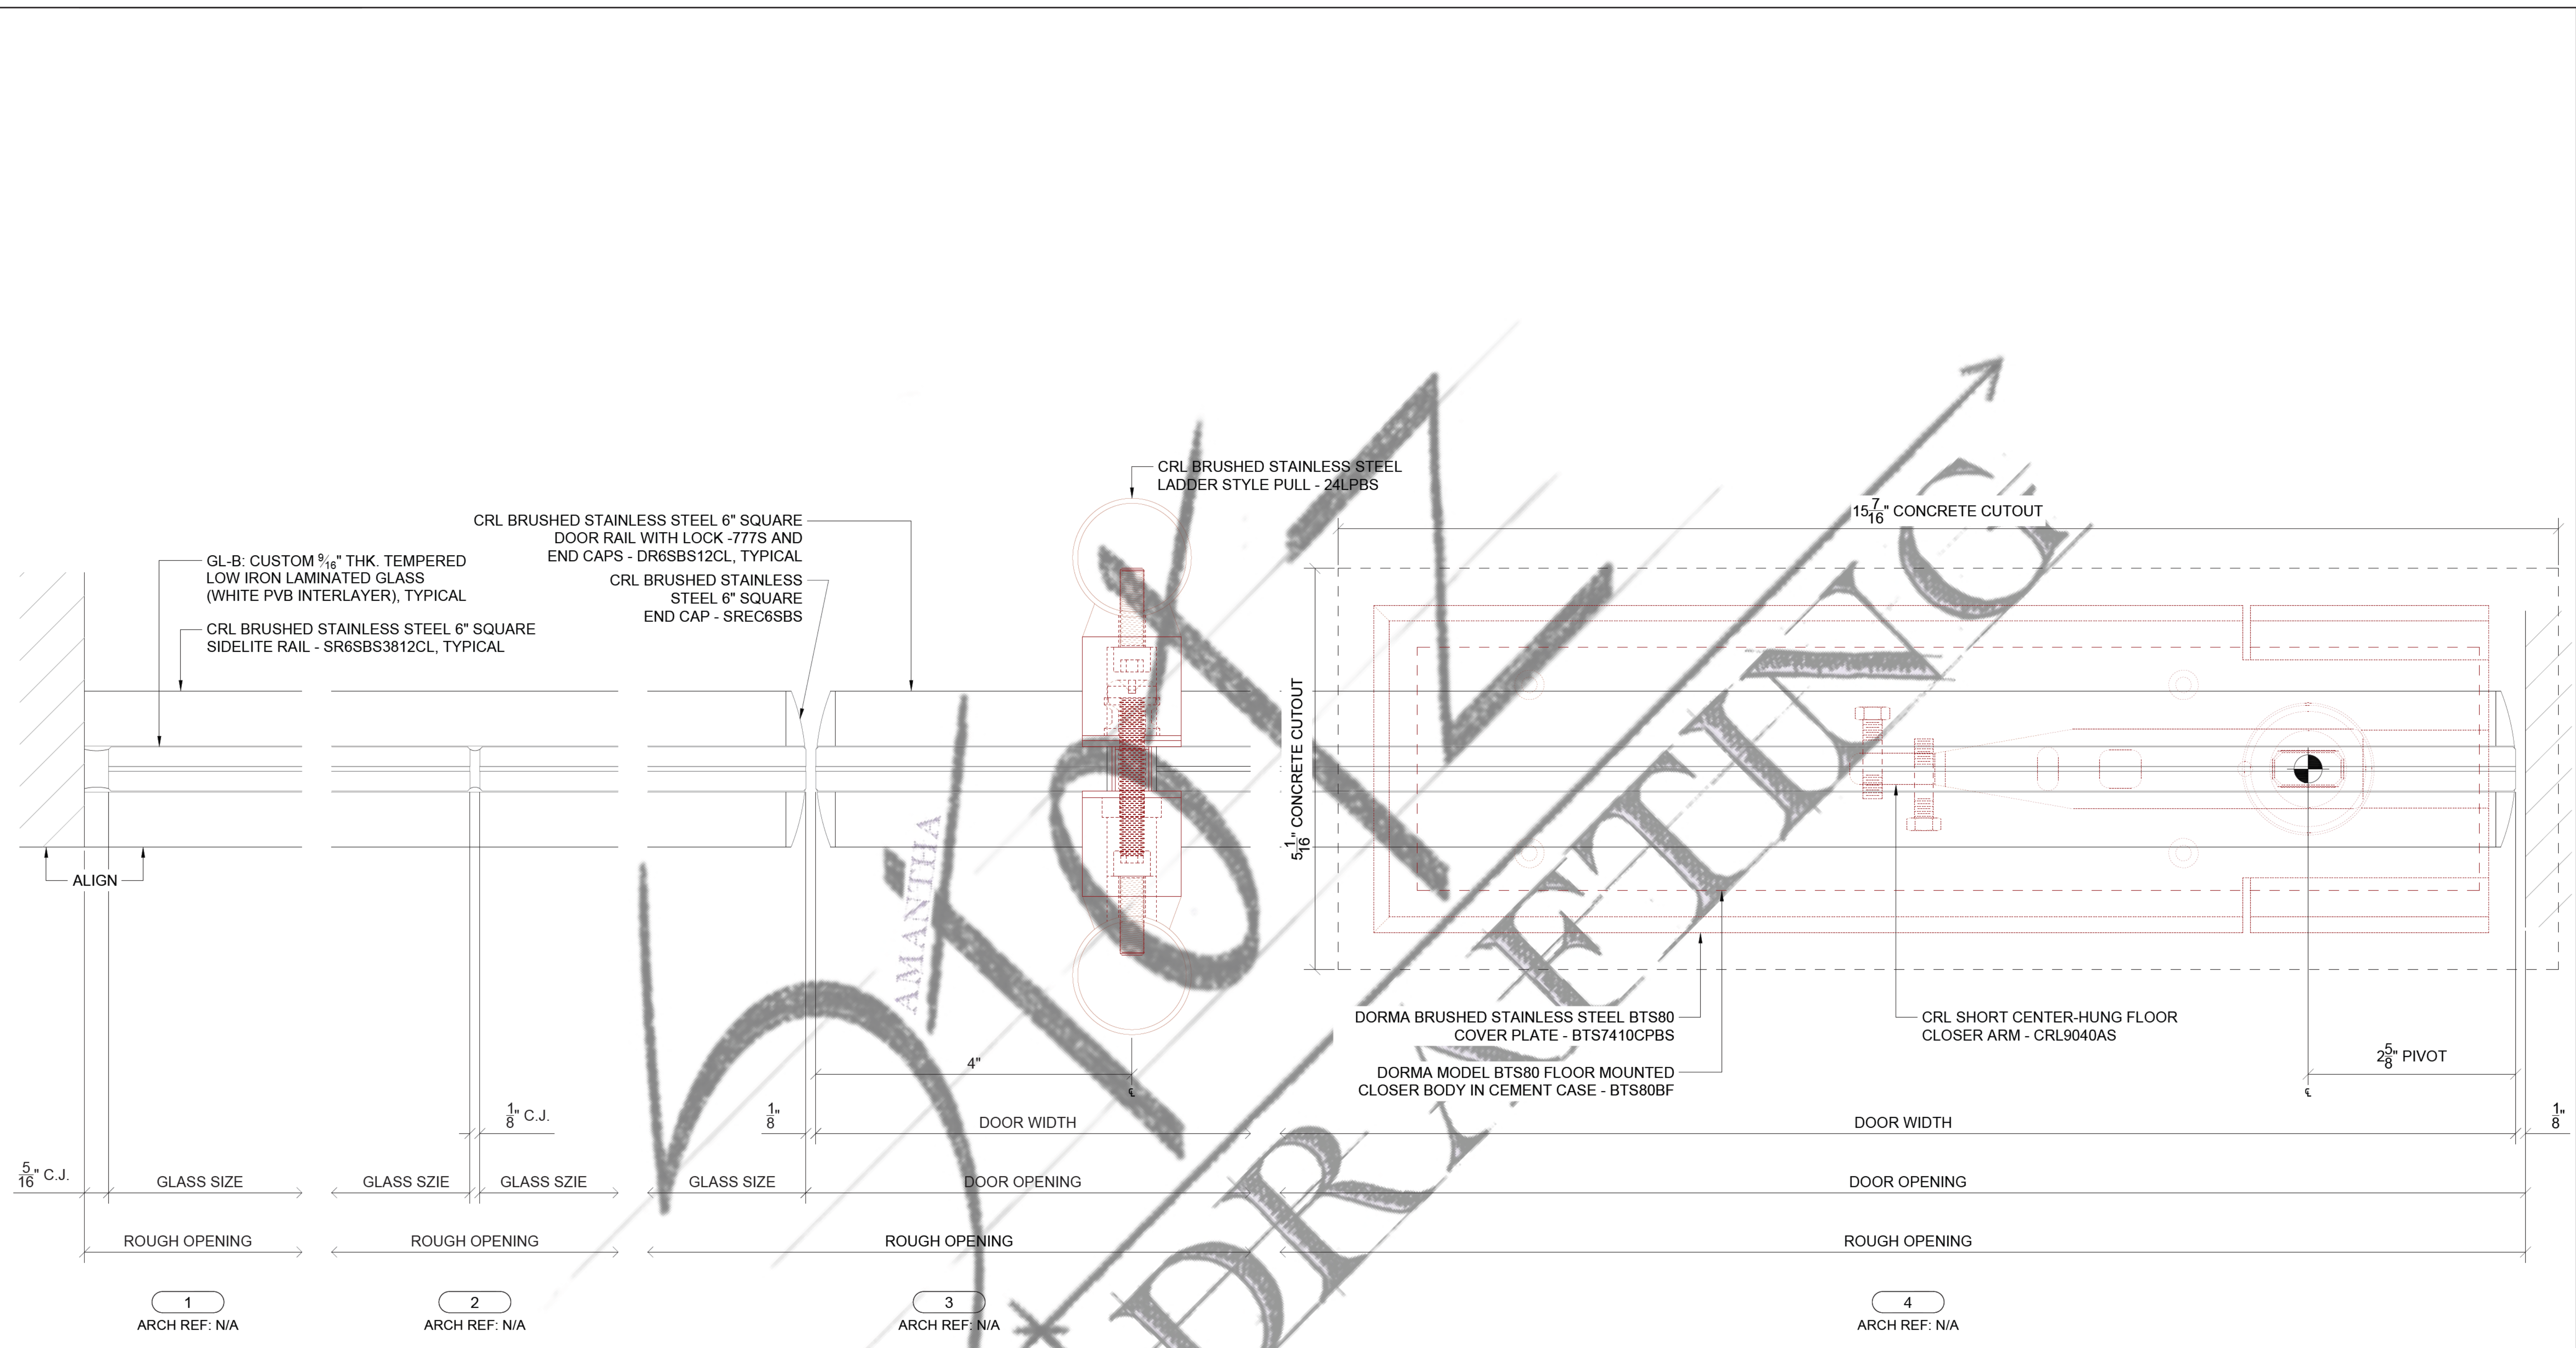 CRL BRUSHED STAINLESS STEEL
LADDER STYLE PULL - 24LPBS
15 7/16" CONCRETE CUTOUT
CRL BRUSHED STAINLESS STEEL 6" SQUARE
DOOR RAIL WITH LOCK -777S AND
END CAPS - DR6SBS12CL, TYPICAL
GL-B: CUSTOM 9/16" THK. TEMPERED
LOW IRON LAMINATED GLASS
(WHITE PVB INTERLAYER), TYPICAL
CRL BRUSHED STAINLESS
STEEL 6" SQUARE
END CAP - SREC6SBS
CRL BRUSHED STAINLESS STEEL 6" SQUARE
SIDELITE RAIL - SR6SBS3812CL, TYPICAL
5 1/16" CONCRETE CUTOUT
ALIGN
AMANTHA
DRAFTING
DORMA BRUSHED STAINLESS STEEL BTS80
COVER PLATE - BTS7410CPBS
CRL SHORT CENTER-HUNG FLOOR
CLOSER ARM - CRL9040AS
DORMA MODEL BTS80 FLOOR MOUNTED
CLOSER BODY IN CEMENT CASE - BTS80BF
4"
2 5/8" PIVOT
1/8" C.J.
1/8"
DOOR WIDTH
DOOR WIDTH
1/8"
5/16" C.J.
GLASS SIZE
GLASS SZIE
GLASS SZIE
GLASS SIZE
DOOR OPENING
DOOR OPENING
ROUGH OPENING
ROUGH OPENING
ROUGH OPENING
ROUGH OPENING
1
ARCH REF: N/A
2
ARCH REF: N/A
3
ARCH REF: N/A
4
ARCH REF: N/A